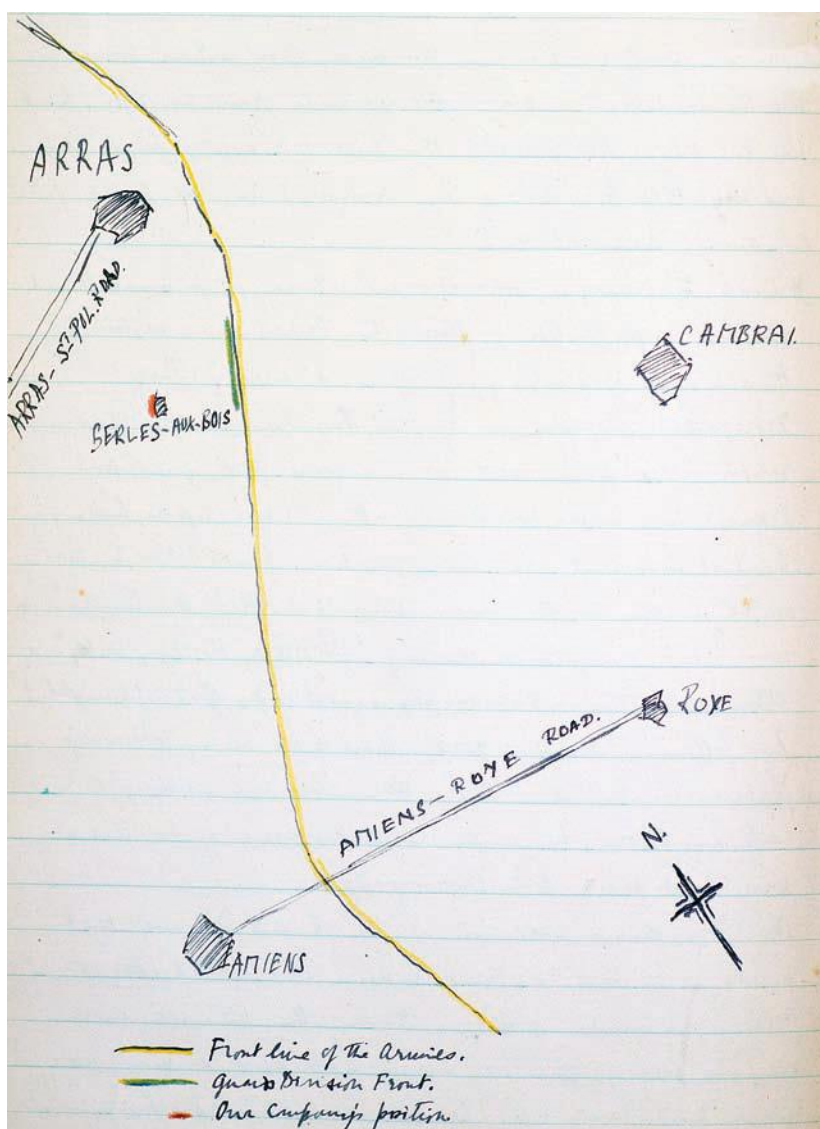 ARRAS
ARRAS-ST POL. ROAD.
CAMBRAI.
BERLES-AUX-BOIS
ROYE
AMIENS-ROYE ROAD.
N.
AMIENS
Front line of the Armies.
Guards Division Front.
Our Company's position